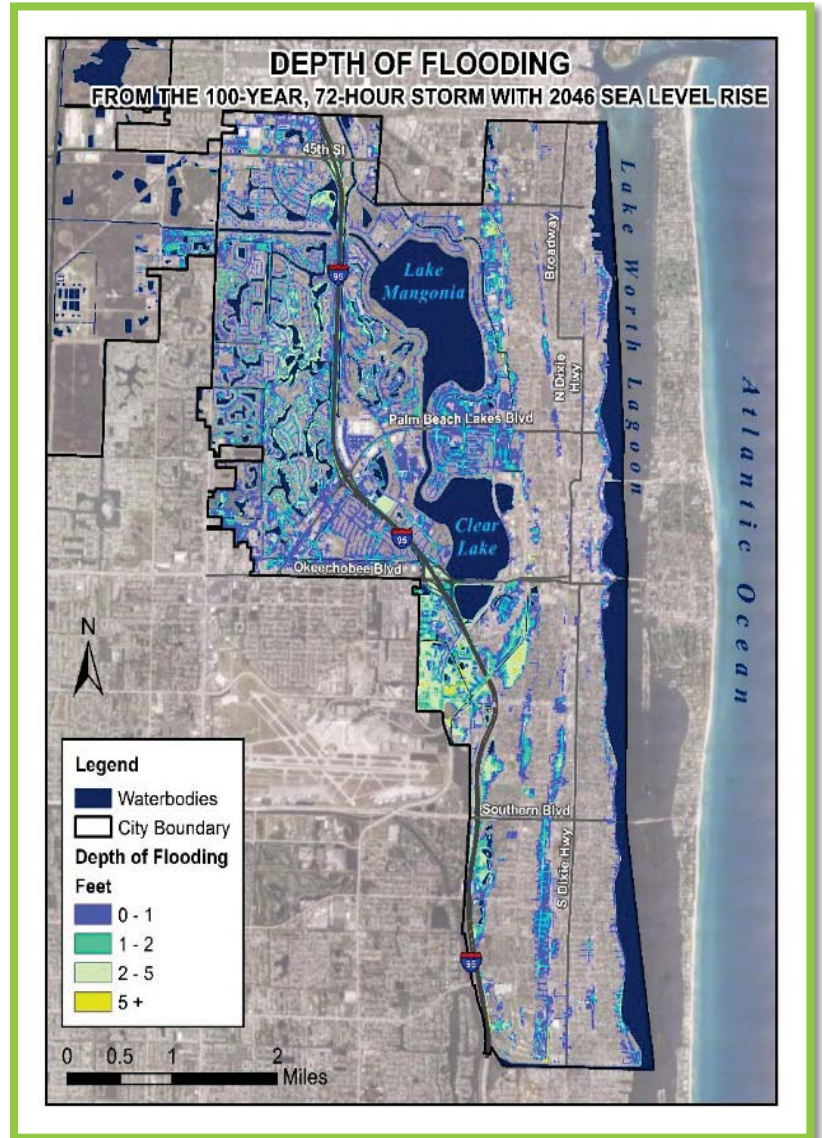 DEPTH OF FLOODING
FROM THE 100-YEAR, 72-HOUR STORM WITH 2046 SEA LEVEL RISE
45th St
95
Lake
Mangonia
Broadway
Lake Worth Lagoon
N Dixie
Hwy
Palm Beach Lakes Blvd
Atlantic Ocean
Clear
Lake
95
Okeechobee Blvd
N
Southern Blvd
S Dixie Hwy
95
Legend
Waterbodies
City Boundary
Depth of Flooding
Feet
0 - 1
1 - 2
2 - 5
5 +
0 0.5 1 2
Miles